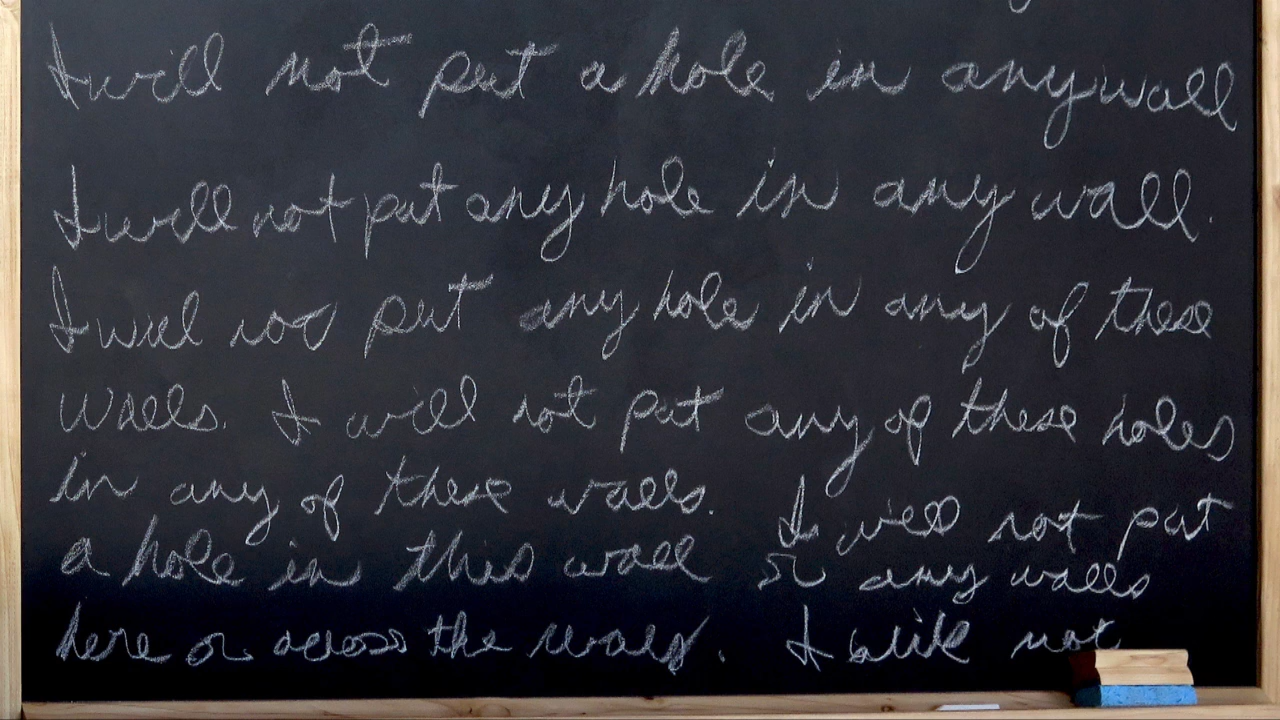 I will not put a hole in any wall
I will not put any hole in any wall.
I will not put any hole in any of these
walls. I will not put any of these holes
in any of these walls. I will not put
a hole in this wall or any walls
here or across the way. I will not